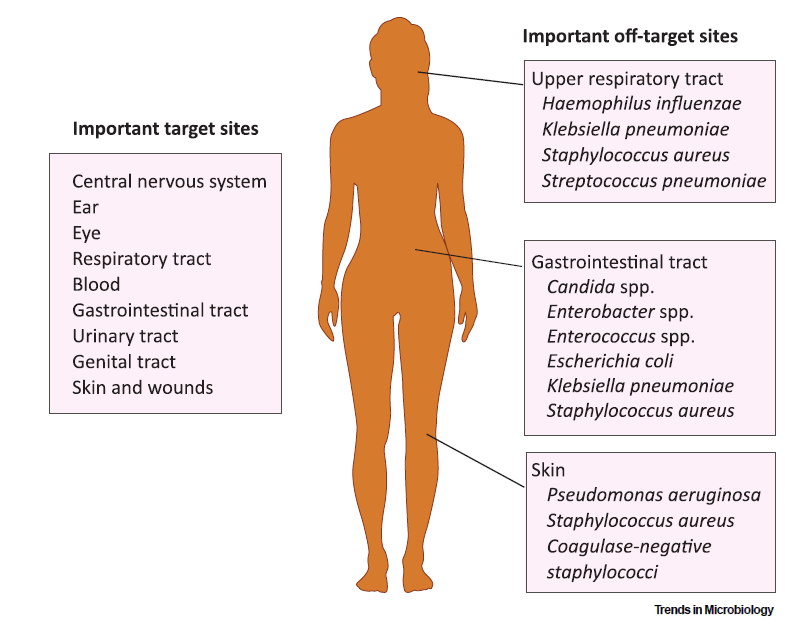 Important target sites
Central nervous system
Ear
Eye
Respiratory tract
Blood
Gastrointestinal tract
Urinary tract
Genital tract
Skin and wounds
Important off-target sites
Upper respiratory tract
Haemophilus influenzae
Klebsiella pneumoniae
Staphylococcus aureus
Streptococcus pneumoniae
Gastrointestinal tract
Candida spp.
Enterobacter spp.
Enterococcus spp.
Escherichia coli
Klebsiella pneumoniae
Staphylococcus aureus
Skin
Pseudomonas aeruginosa
Staphylococcus aureus
Coagulase-negative
staphylococci
Trends in Microbiology